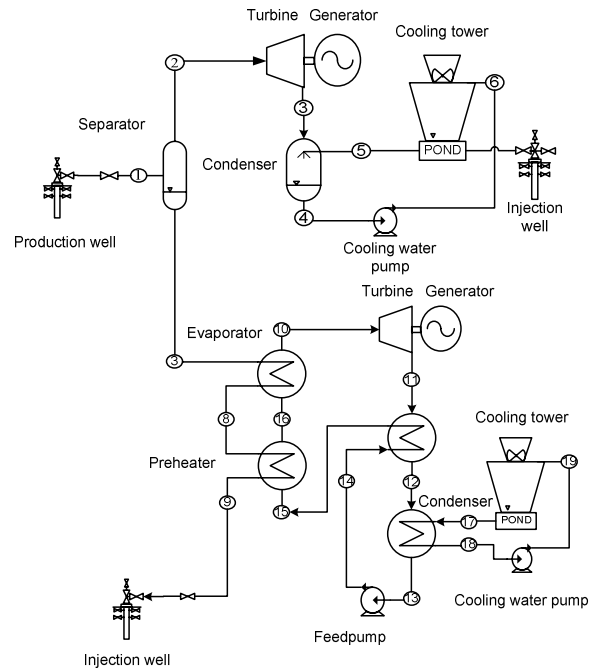 Turbine Generator
Cooling tower
2
6
3
Separator
Condenser
5
POND
1
4
Injection
well
Production well
Cooling water
pump
Turbine Generator
10
Evaporator
3
11
8
16
Cooling tower
Preheater
14
12
19
9
Condenser
15
17
POND
18
13
Cooling water pump
Feedpump
Injection well